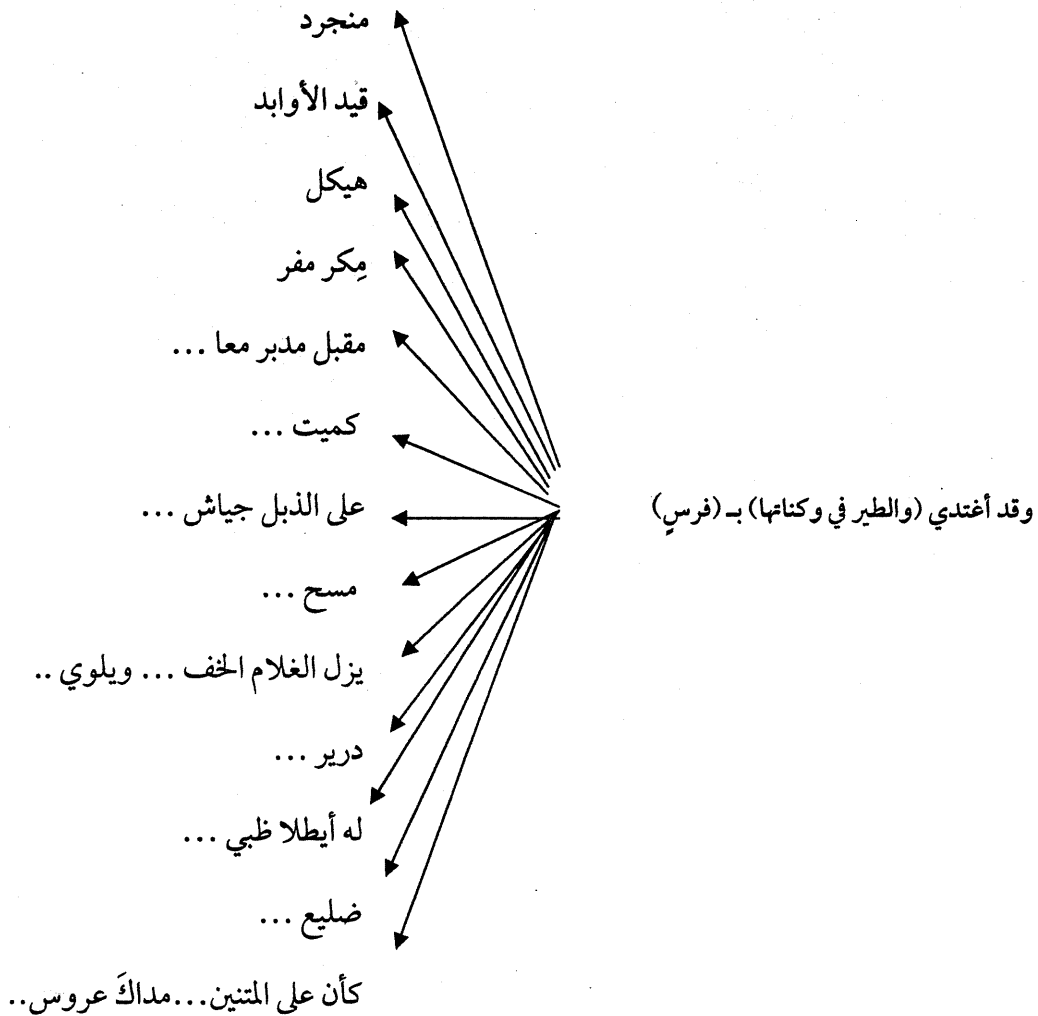 وقد أغتدي (والطير في وكناتها) بـ (فرسٍ)
منجرد
قيد الأوابد
هيكل
مِكر مفر
مقبل مدبر معا ...
كميت ...
على الذبل جياش ...
مسح ...
يزل الغلام الخف ... ويلوي ..
درير ...
له أيطلا ظبي ...
ضليع ...
كأن على المتنين...مداكَ عروس..